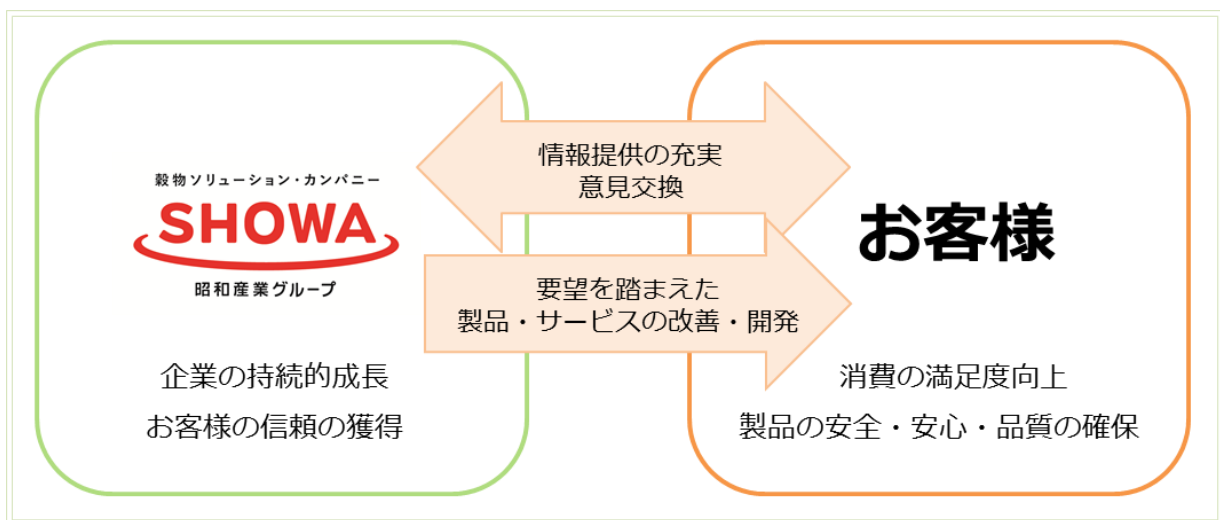 穀物ソリューション・カンパニー
SHOWA
昭和産業グループ
企業の持続的成長
お客様の信頼の獲得
情報提供の充実
意見交換
要望を踏まえた
製品・サービスの改善・開発
お客様
消費の満足度向上
製品の安全・安心・品質の確保